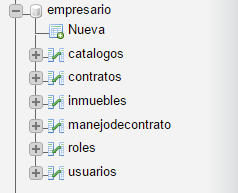 empresario
Nueva
catalogos
contratos
inmuebles
manejodecontrato
roles
usuarios